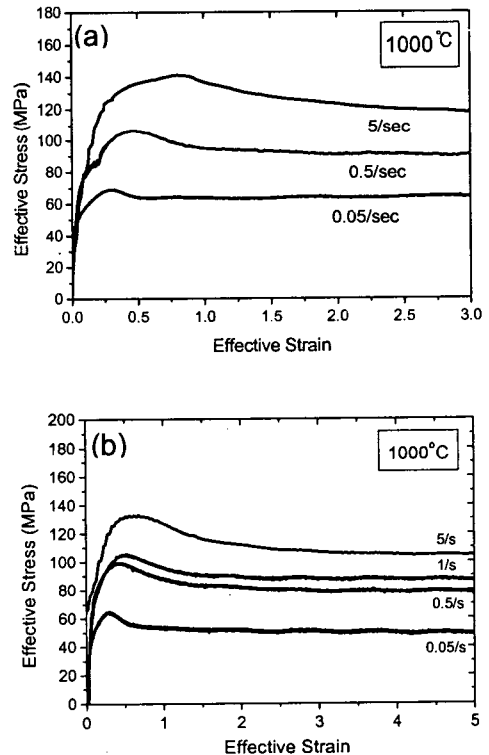 (a)
1000℃
Effective Stress (MPa)
180
160
140
120
100
80
60
40
20
0
5/sec
0.5/sec
0.05/sec
0.0
0.5
1.0
1.5
2.0
2.5
3.0
Effective Strain
(b)
1000°C
Effective Stress (MPa)
200
180
160
140
120
100
80
60
40
20
0
5/s
1/s
0.5/s
0.05/s
0
1
2
3
4
5
Effective Strain